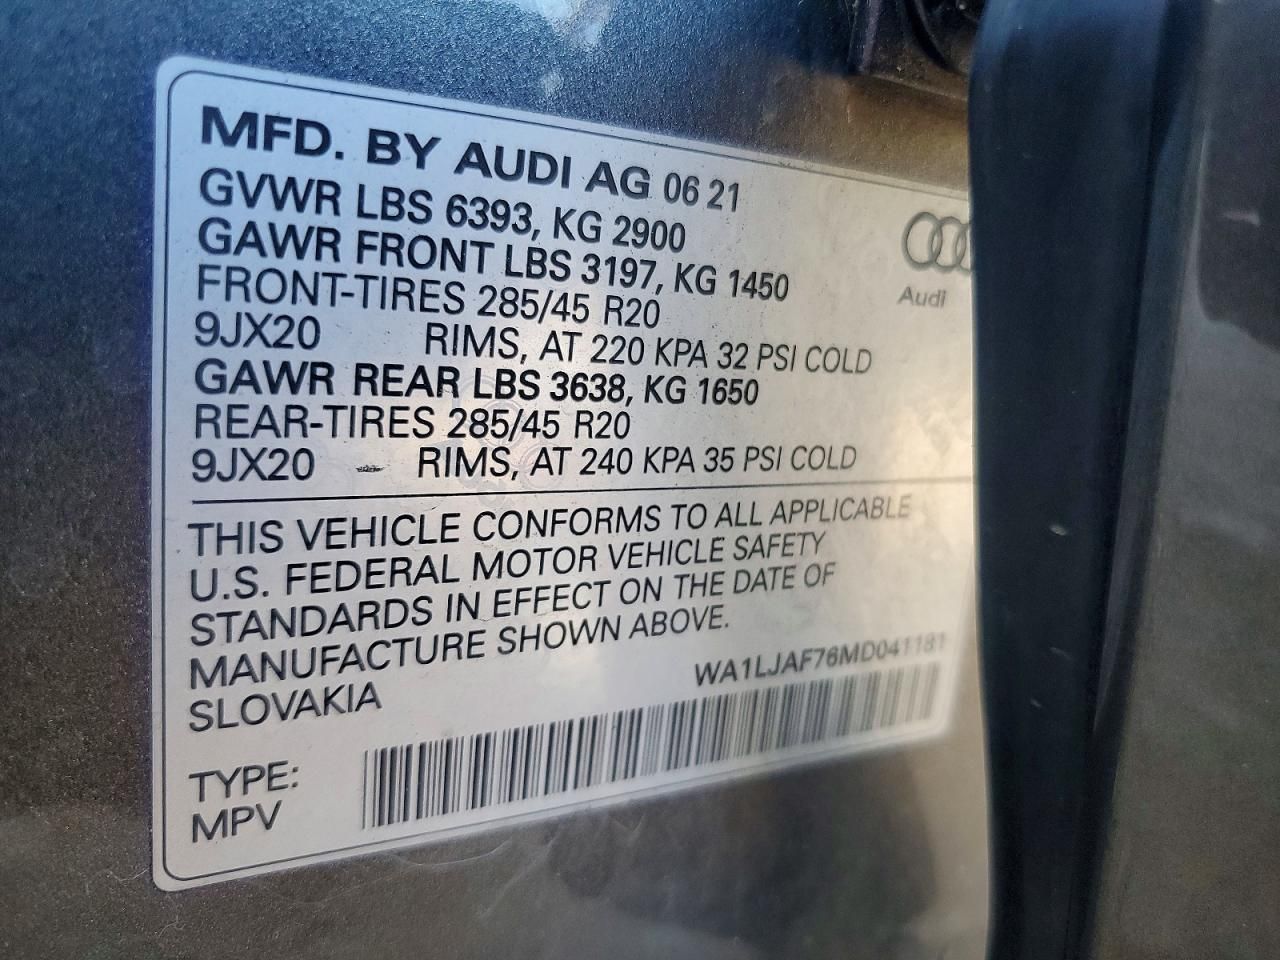 MFD. BY AUDI AG 06 21
GVWR LBS 6393, KG 2900
GAWR FRONT LBS 3197, KG 1450
FRONT-TIRES 285/45 R20
9JX20 RIMS, AT 220 KPA 32 PSI COLD
GAWR REAR LBS 3638, KG 1650
REAR-TIRES 285/45 R20
9JX20 RIMS, AT 240 KPA 35 PSI COLD
Audi
THIS VEHICLE CONFORMS TO ALL APPLICABLE
U.S. FEDERAL MOTOR VEHICLE SAFETY
STANDARDS IN EFFECT ON THE DATE OF
MANUFACTURE SHOWN ABOVE.
SLOVAKIA
WA1LJAF76MD041181
TYPE:
MPV